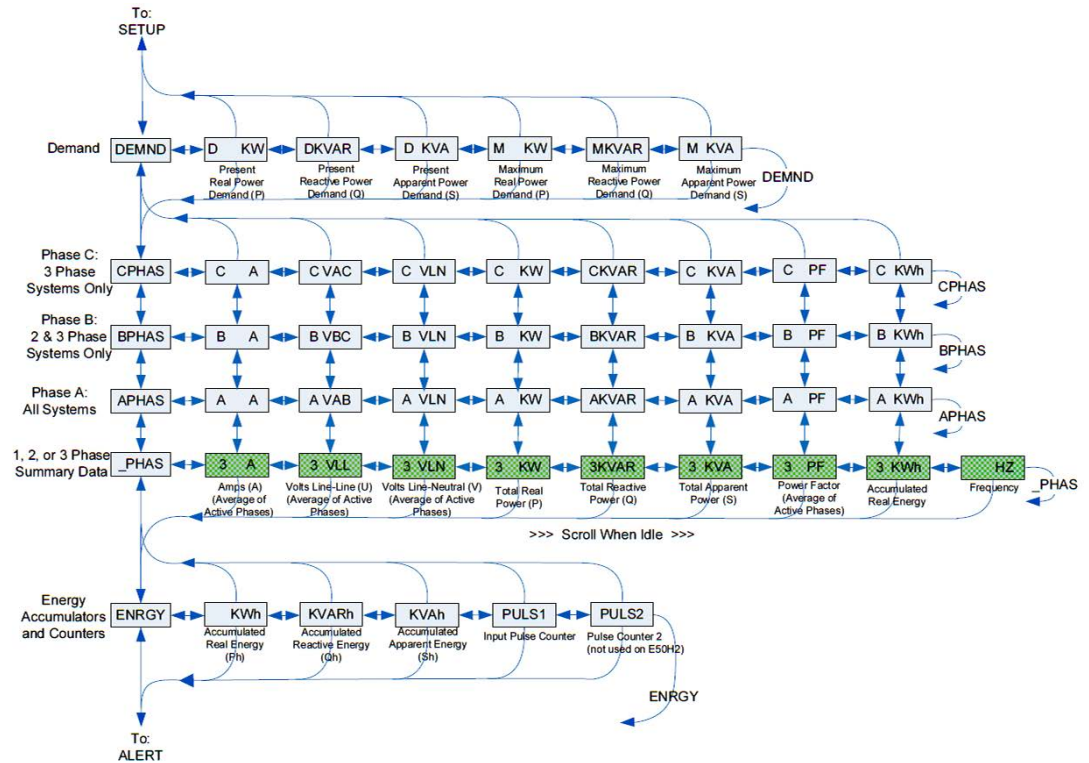 To:
SETUP
Demand
DEMND
D KW
DKVAR
D KVA
M KW
MKVAR
M KVA
DEMND
Present
Real Power
Demand (P)
Present
Reactive Power
Demand (Q)
Present
Apparent Power
Demand (S)
Maximum
Real Power
Demand (P)
Maximum
Reactive Power
Demand (Q)
Maximum
Apparent Power
Demand (S)
Phase C:
3 Phase
Systems Only
CPHAS
C A
C VAC
C VLN
C KW
CKVAR
C KVA
C PF
C KWh
CPHAS
Phase B:
2 & 3 Phase
Systems Only
BPHAS
B A
B VBC
B VLN
B KW
BKVAR
B KVA
B PF
B KWh
BPHAS
Phase A:
All Systems
APHAS
A A
A VAB
A VLN
A KW
AKVAR
A KVA
A PF
A KWh
APHAS
1, 2, or 3 Phase
Summary Data
_PHAS
3 A
3 VLL
3 VLN
3 KW
3KVAR
3 KVA
3 PF
3 KWh
HZ
_PHAS
Amps (A)
(Average of
Active Phases)
Volts Line-Line (U)
(Average of Active
Phases)
Volts Line-Neutral (V)
(Average of Active
Phases)
Total Real
Power (P)
Total Reactive
Power (Q)
Total Apparent
Power (S)
Power Factor
(Average of
Active Phases)
Accumulated
Real Energy
Frequency
>>> Scroll When Idle >>>
Energy
Accumulators
and Counters
ENRGY
KWh
KVARh
KVAh
PULS1
PULS2
Accumulated
Real Energy
(Ph)
Accumulated
Reactive Energy
(Qh)
Accumulated
Apparent Energy
(Sh)
Input Pulse Counter
Pulse Counter 2
(not used on E50H2)
ENRGY
To:
ALERT